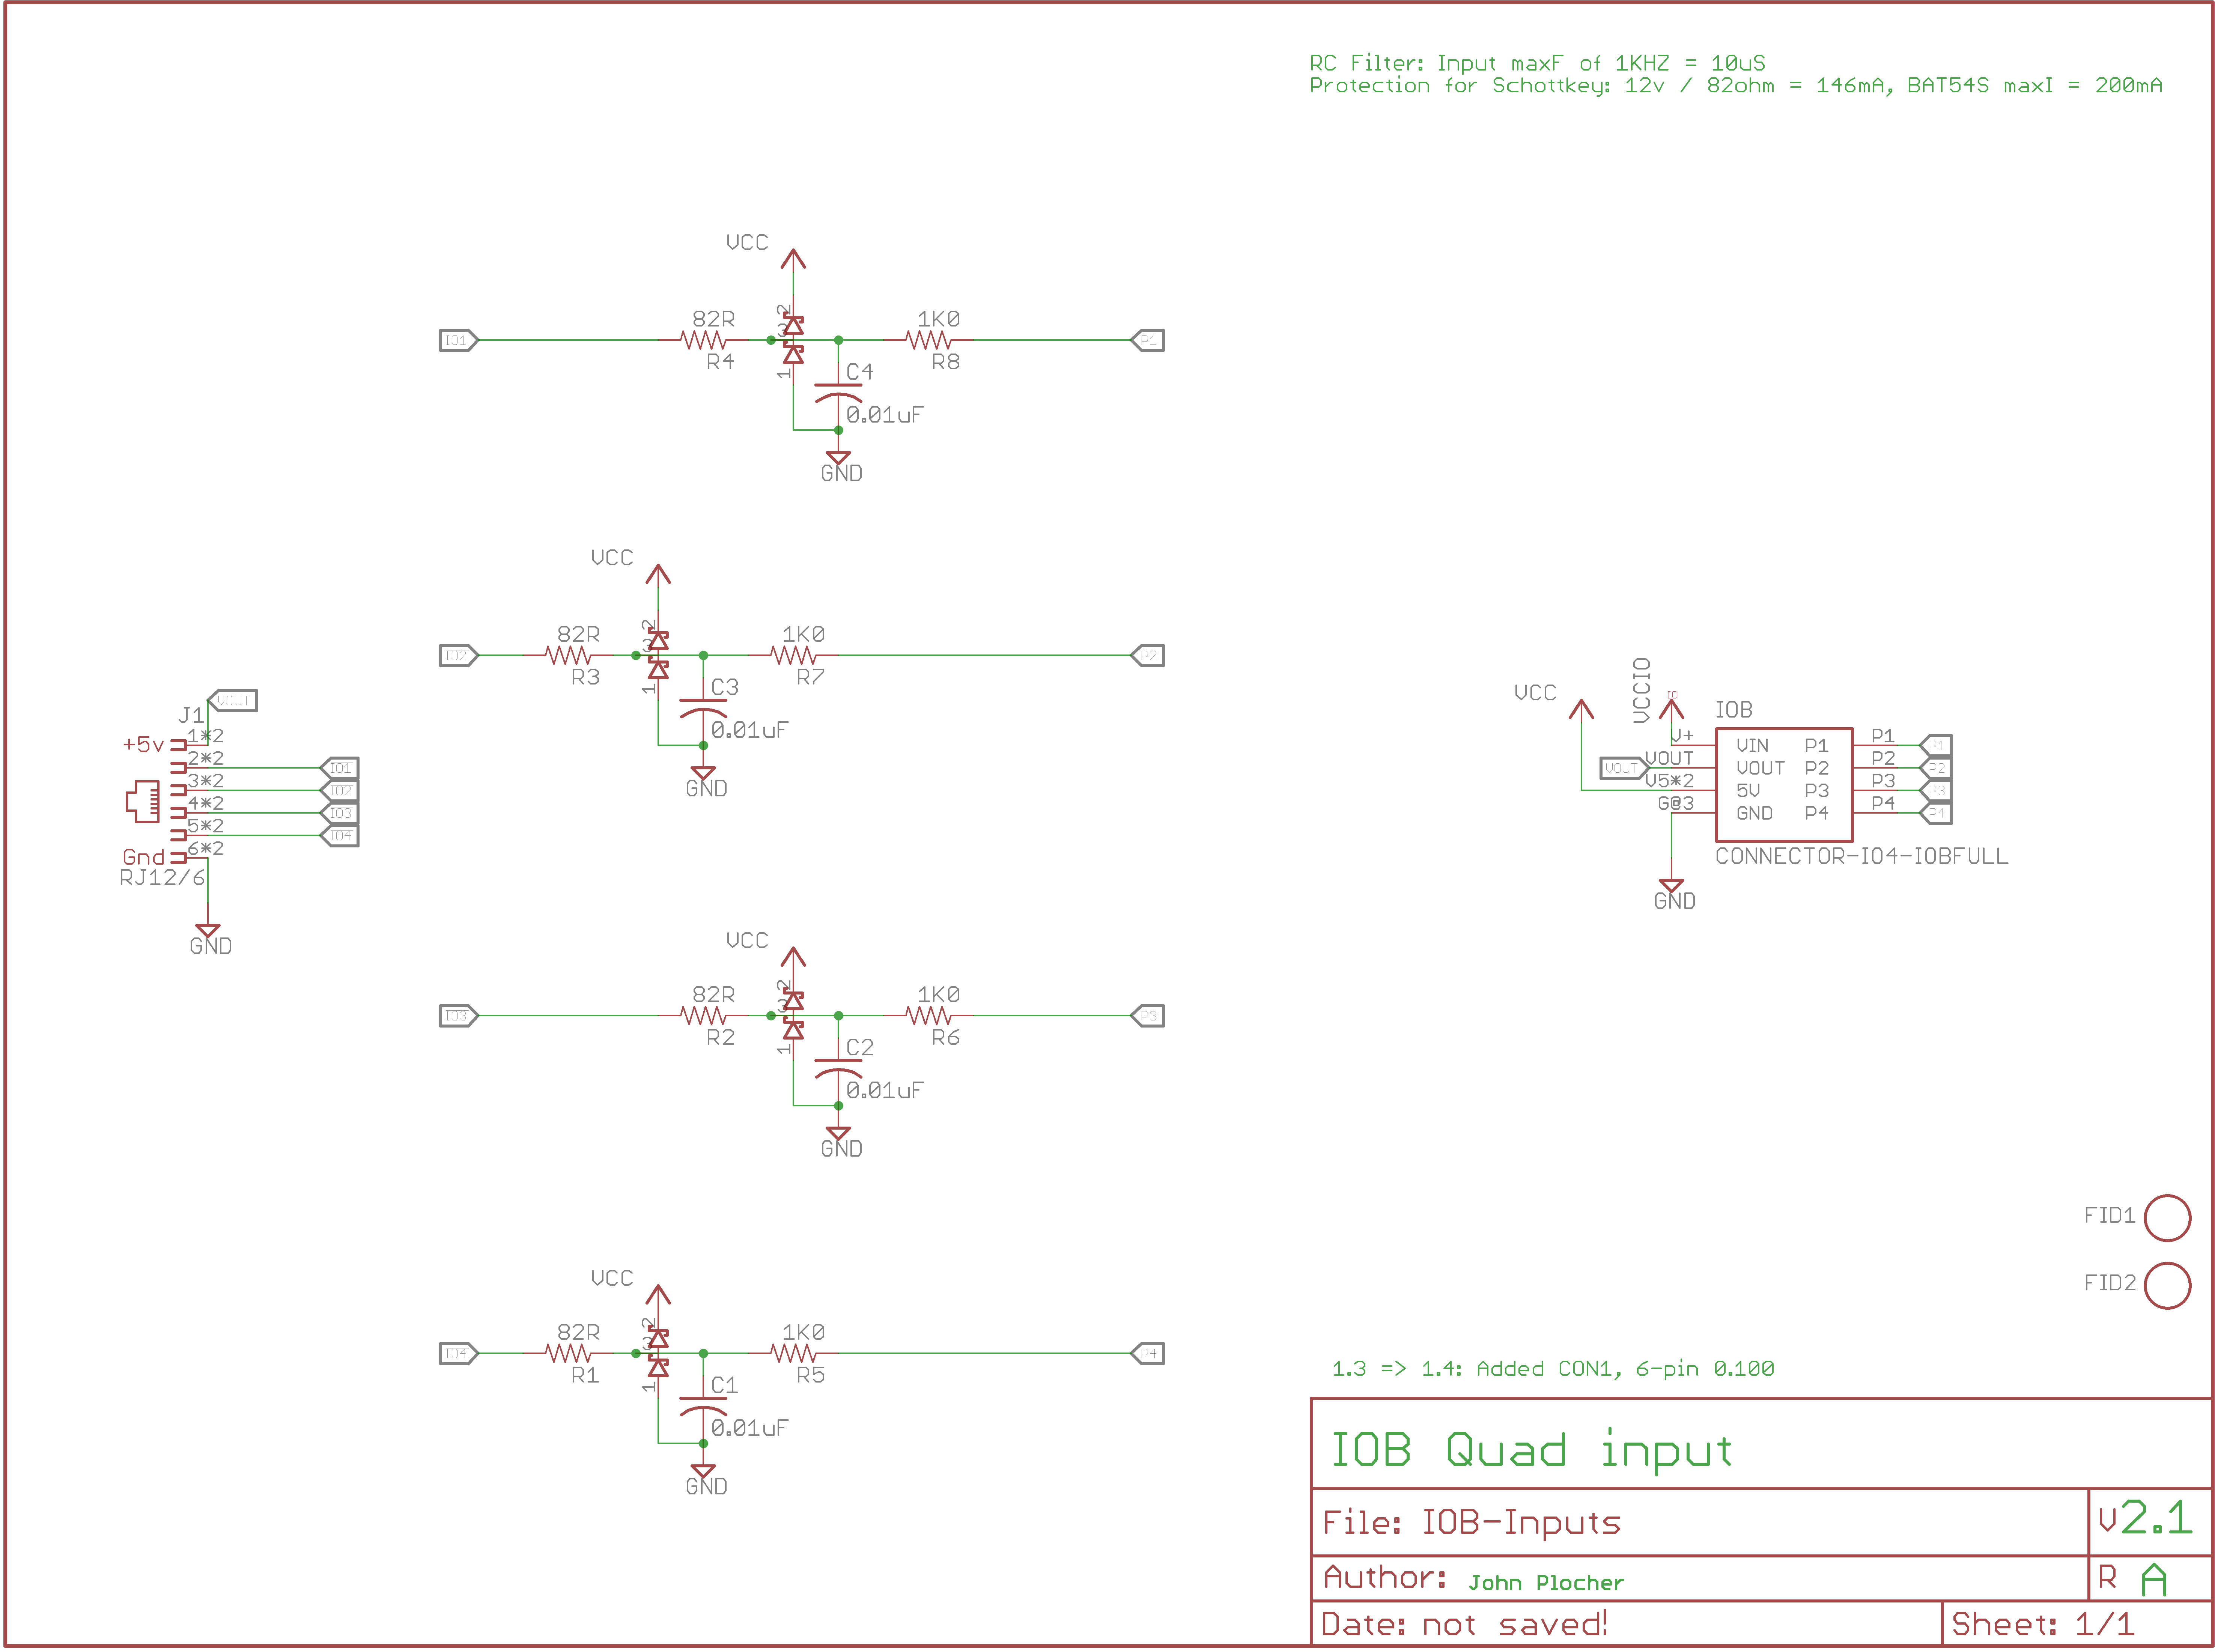 RC Filter: Input maxF of 1KHZ = 10uS
Protection for Schottkey: 12v / 82ohm = 146mA, BAT54S maxI = 200mA
VCC
IO1
82R
R4
2
3
1
C4
0.01uF
GND
1K0
R8
P1
VCC
IO2
82R
R3
2
3
1
C3
0.01uF
GND
1K0
R7
P2
VOUT
J1
+5v
1*2
2*2
3*2
4*2
5*2
6*2
Gnd
RJ12/6
IO1
IO2
IO3
IO4
GND
VCC
VCCIO
IO
IOB
V+
VOUT
VOUT
V5*2
G@3
VIN P1
VOUT P2
5V P3
GND P4
P1 P1
P2 P2
P3 P3
P4 P4
CONNECTOR-IO4-IOBFULL
GND
VCC
IO3
82R
R2
2
3
1
C2
0.01uF
GND
1K0
R6
P3
VCC
IO4
82R
R1
2
3
1
C1
0.01uF
GND
1K0
R5
P4
FID1
FID2
1.3 => 1.4: Added CON1, 6-pin 0.100
IOB Quad input
File: IOB-Inputs
V2.1
Author: John Plocher
R A
Date: not saved!
Sheet: 1/1